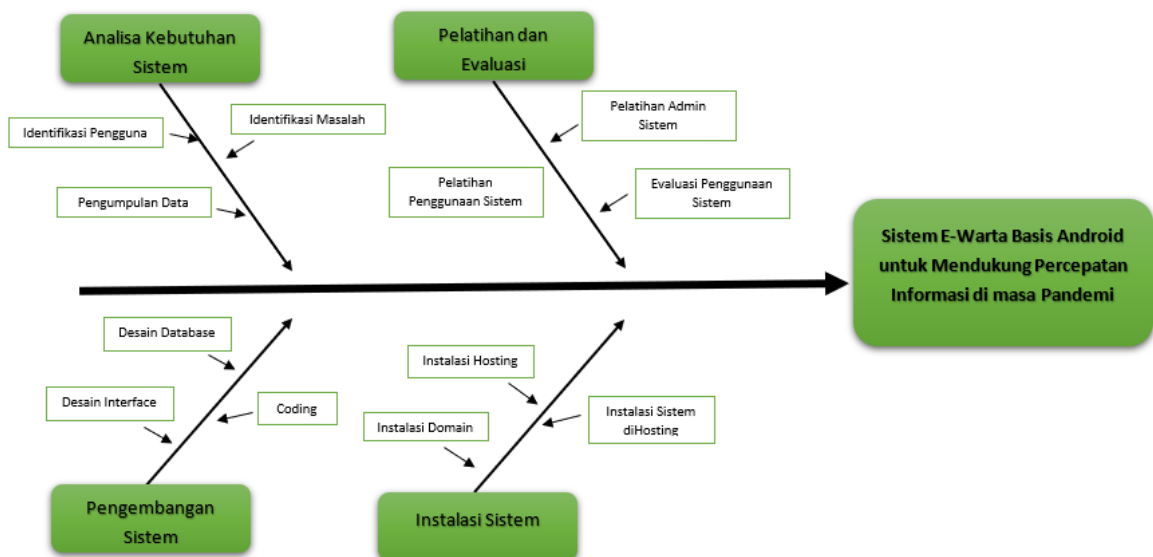 Analisa Kebutuhan
Sistem
Pelatihan dan
Evaluasi
Identifikasi Pengguna
Identifikasi Masalah
Pengumpulan Data
Pelatihan Admin
Sistem
Pelatihan
Penggunaan Sistem
Evaluasi Penggunaan
Sistem
Sistem E-Warta Basis Android
untuk Mendukung Percepatan
Informasi di masa Pandemi
Desain Database
Desain Interface
Coding
Instalasi Hosting
Instalasi Domain
Instalasi Sistem
diHosting
Pengembangan
Sistem
Instalasi Sistem